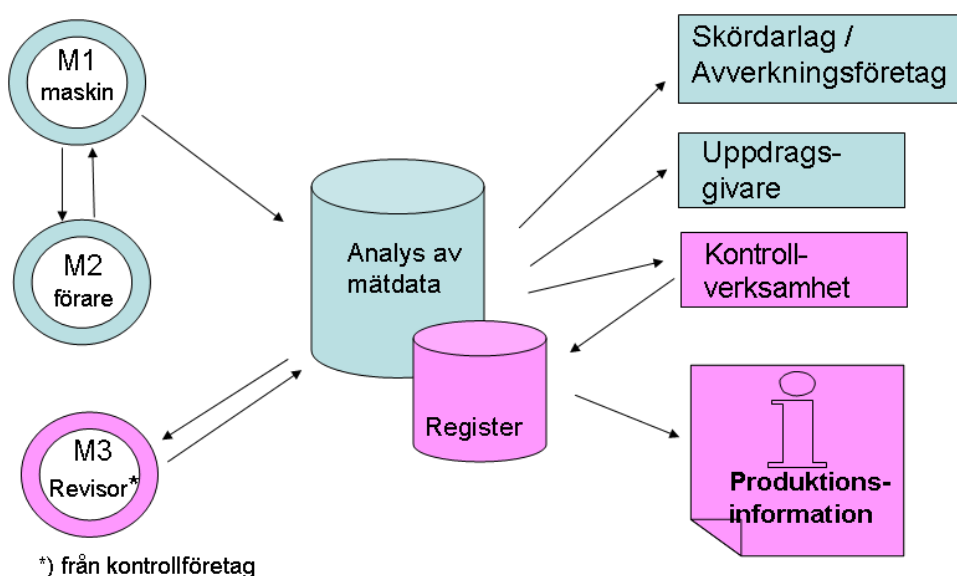 M1
maskin
M2
förare
M3
Revisor*
*) från kontrollföretag
Analys av
mätdata
Register
Skördarlag /
Avverkningsföretag
Uppdrags-
givare
Kontroll-
verksamhet
Produktions-
information